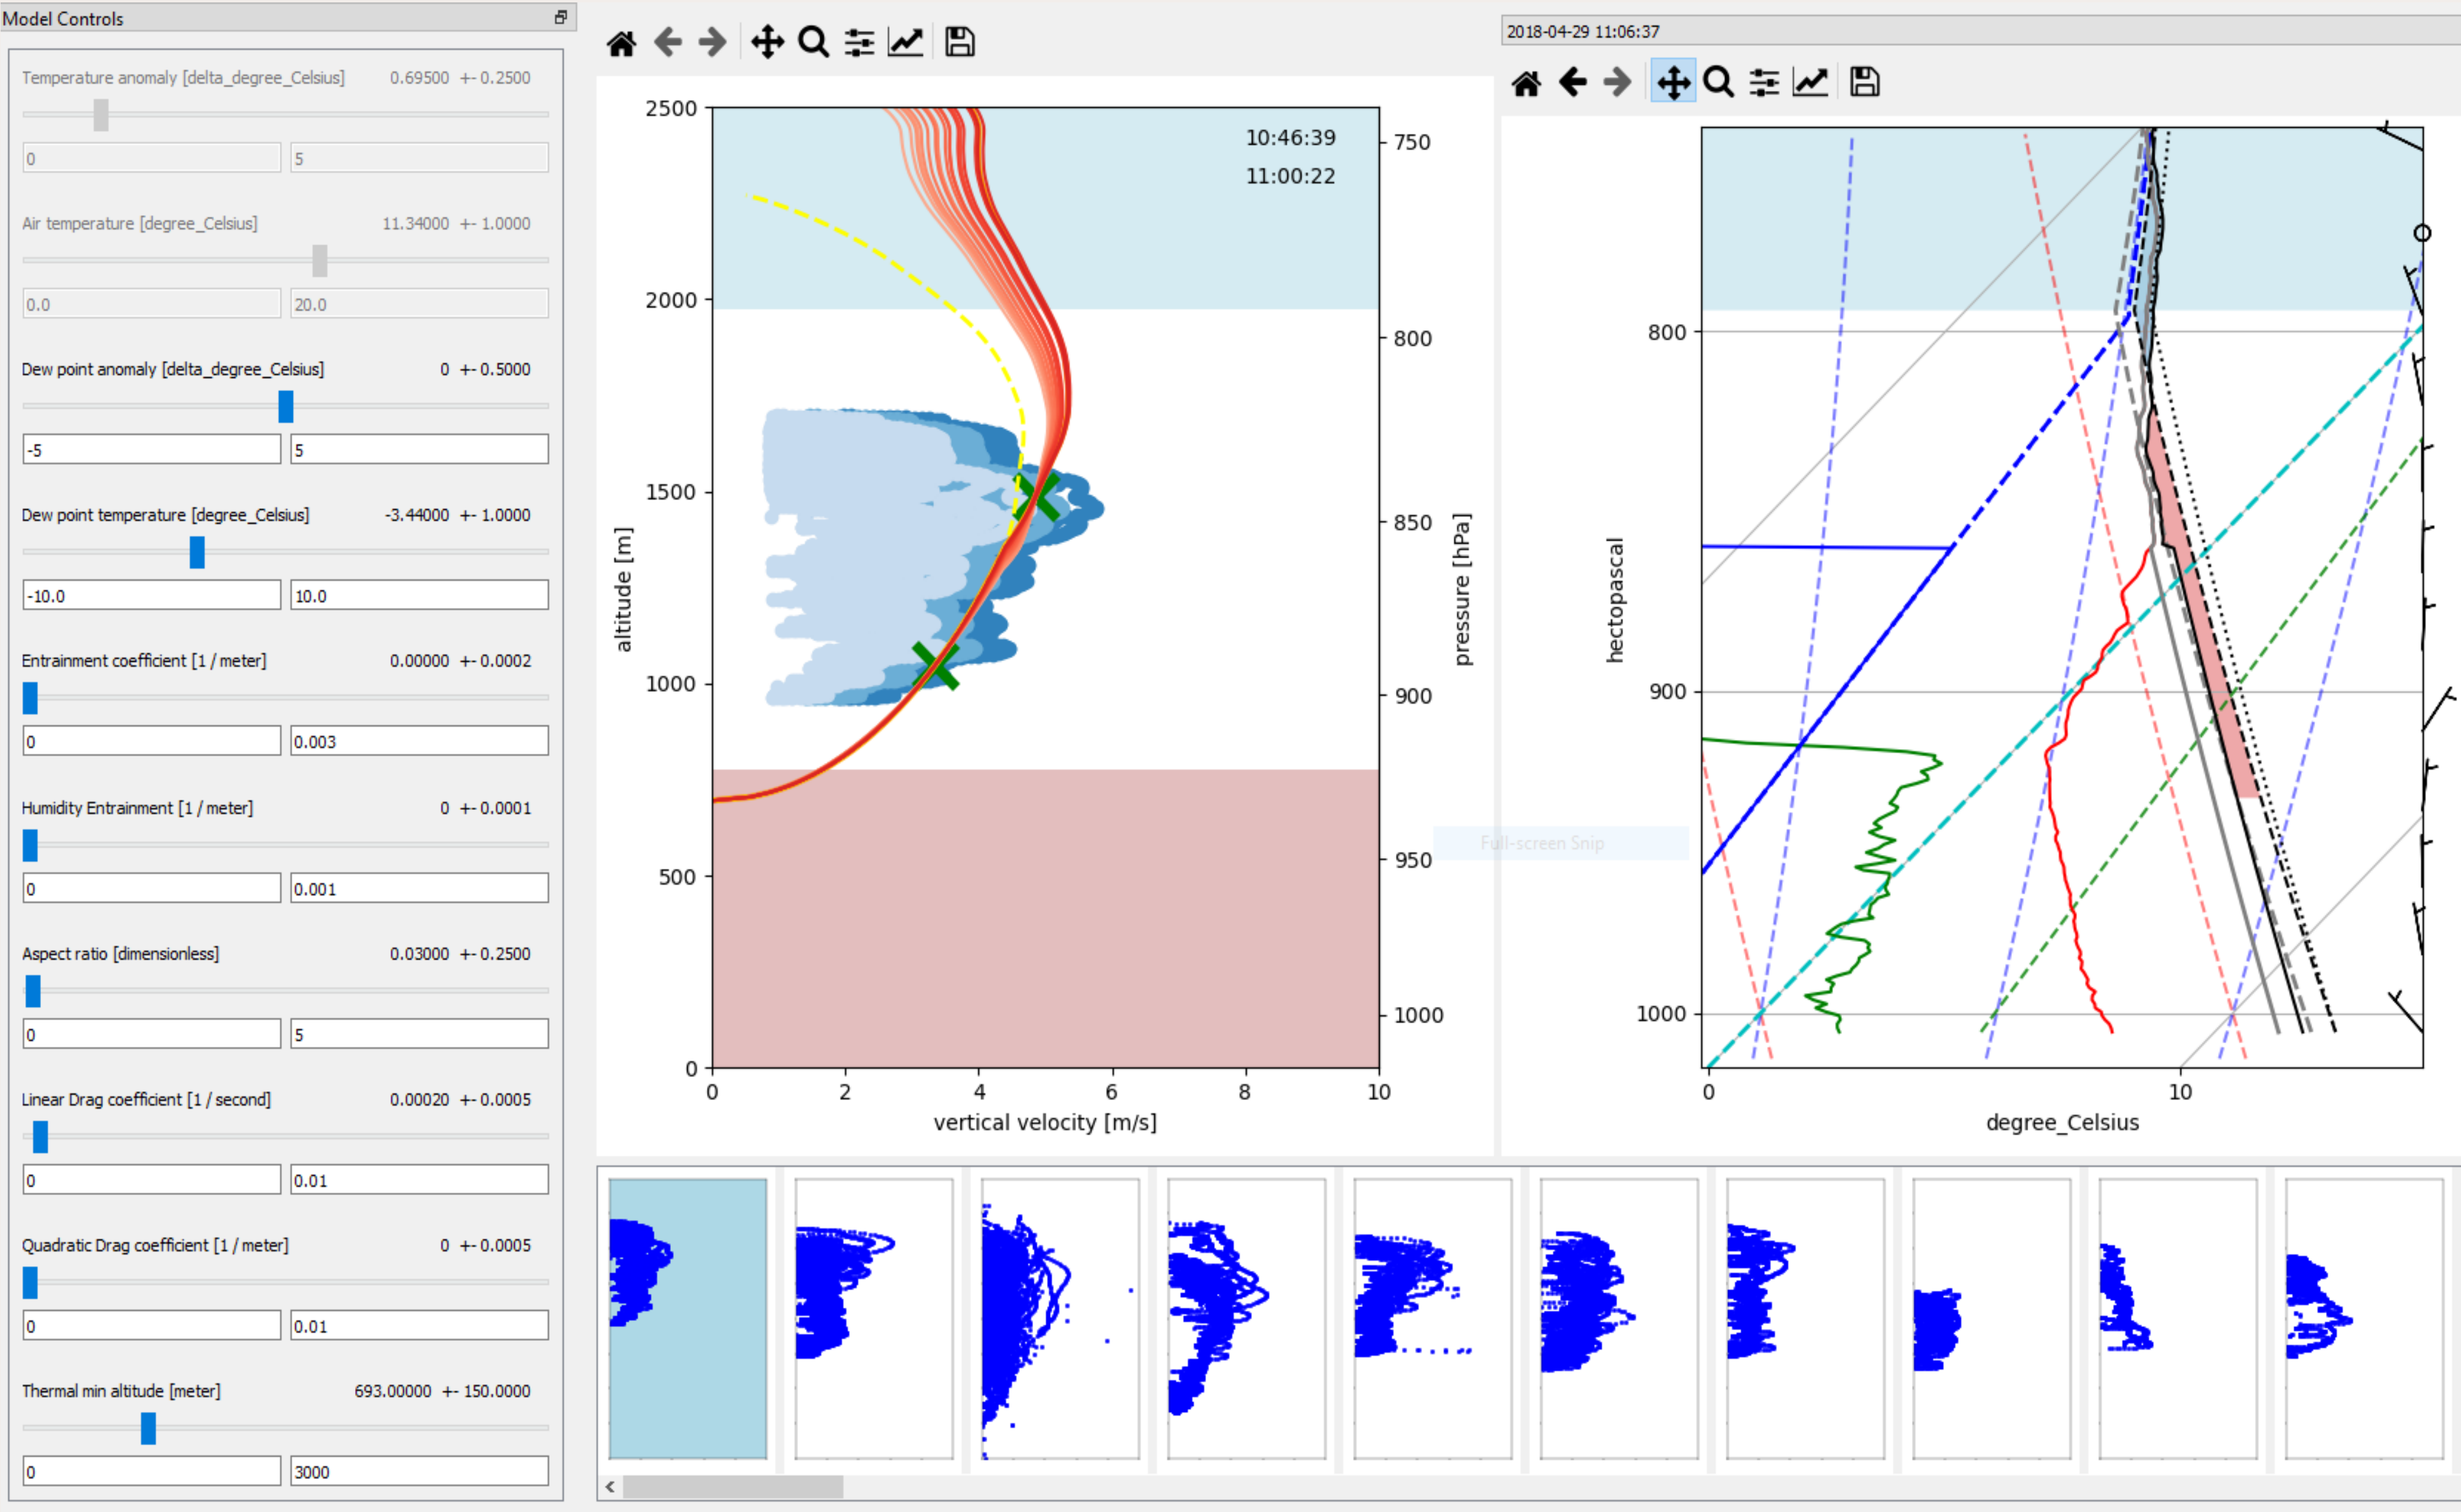 Model Controls
Temperature anomaly [delta_degree_Celsius] 0.69500 +- 0.2500
0 5
Air temperature [degree_Celsius] 11.34000 +- 1.0000
0.0 20.0
Dew point anomaly [delta_degree_Celsius] 0 +- 0.5000
-5 5
Dew point temperature [degree_Celsius] -3.44000 +- 1.0000
-10.0 10.0
Entrainment coefficient [1 / meter] 0.00000 +- 0.0002
0 0.003
Humidity Entrainment [1 / meter] 0 +- 0.0001
0 0.001
Aspect ratio [dimensionless] 0.03000 +- 0.2500
0 5
Linear Drag coefficient [1 / second] 0.00020 +- 0.0005
0 0.01
Quadratic Drag coefficient [1 / meter] 0 +- 0.0005
0 0.01
Thermal min altitude [meter] 693.00000 +- 150.0000
0 3000
10:46:39
11:00:22
altitude [m]
2500
2000
1500
1000
500
0
0 2 4 6 8 10
vertical velocity [m/s]
750
800
850
900
950
1000
pressure [hPa]
Full-screen Snip
2018-04-29 11:06:37
hectopascal
800
900
1000
0 10
degree_Celsius